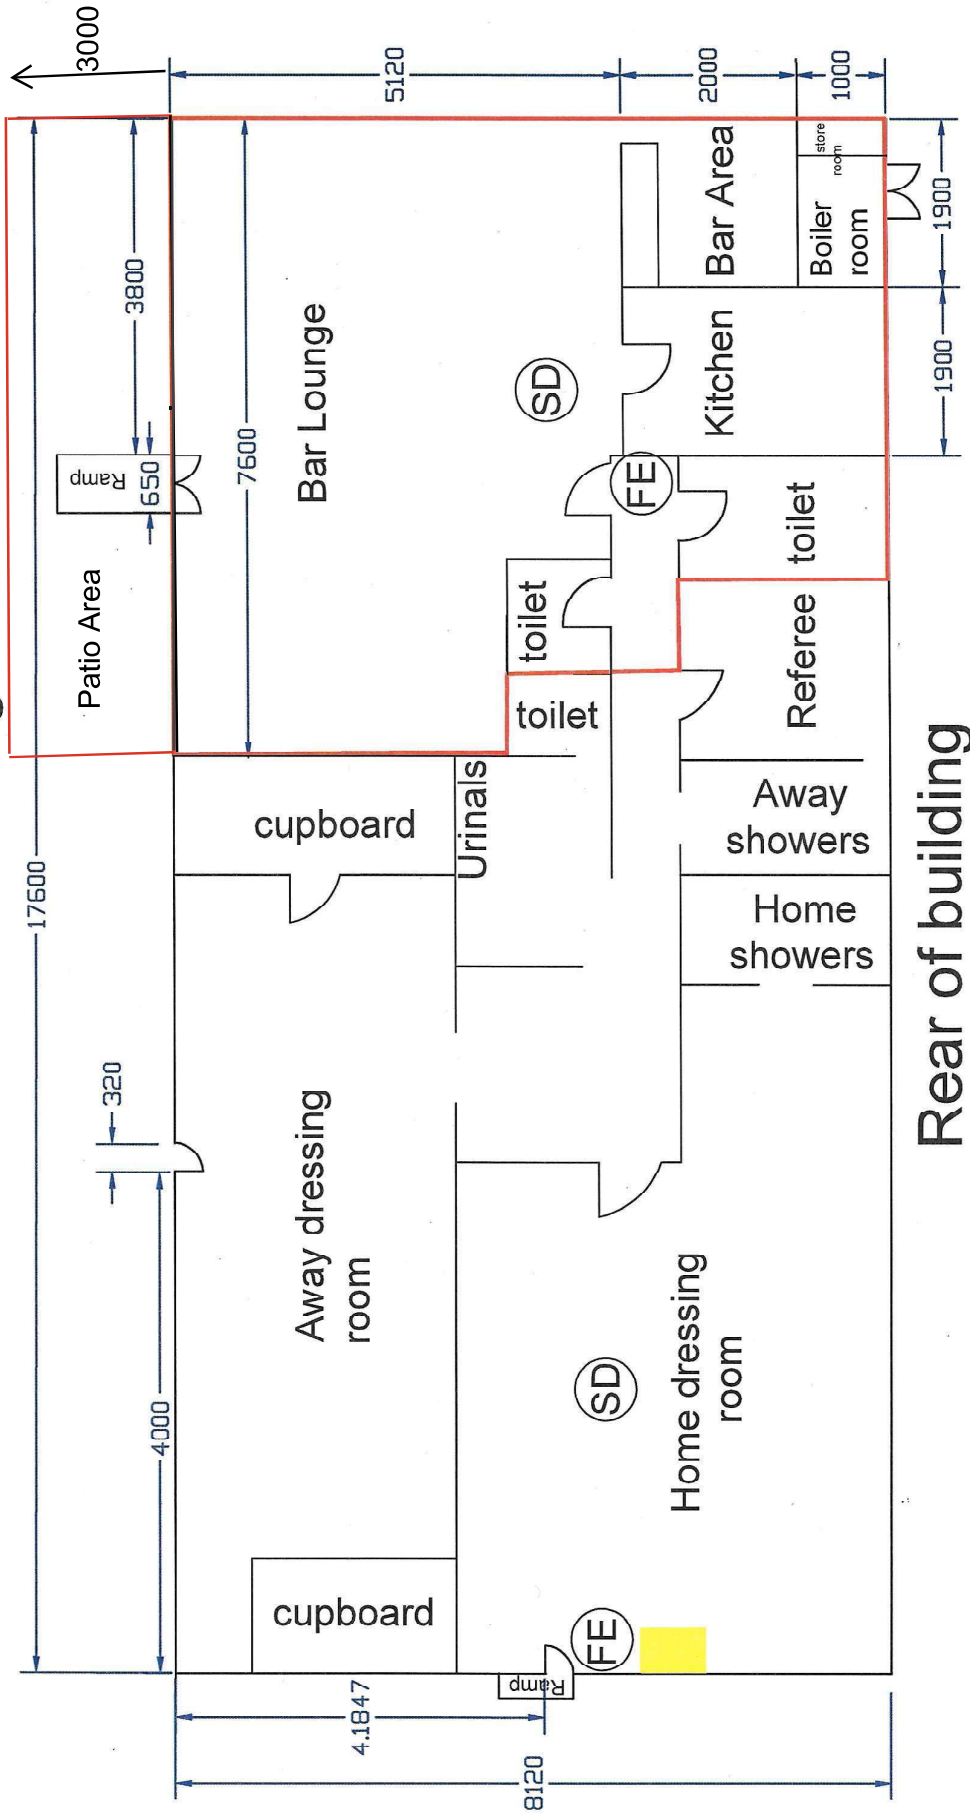 3000
17600
3800
Ramp
650
Patio Area
5120
2000
1000
7600
Bar Lounge
SD
Bar Area
store
room
Boiler
room
Kitchen
1900
1900
FE
toilet
toilet
toilet
Referee
cupboard
Urinals
Away
showers
Home
showers
320
4000
Away dressing
room
SD
Home dressing
room
cupboard
FE
Ramp
4.1847
8120
Rear of building